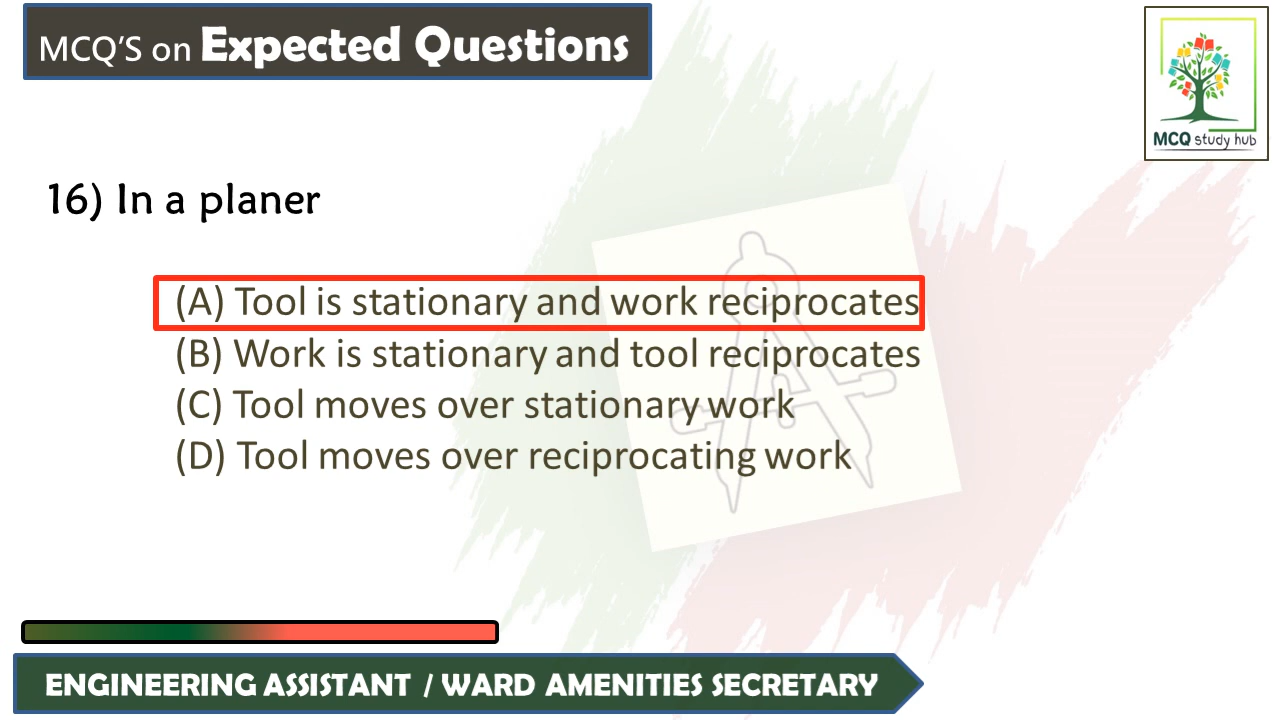 MCQ'S on Expected Questions
MCQ study hub
16) In a planer
(A) Tool is stationary and work reciprocates
(B) Work is stationary and tool reciprocates
(C) Tool moves over stationary work
(D) Tool moves over reciprocating work
ENGINEERING ASSISTANT / WARD AMENITIES SECRETARY